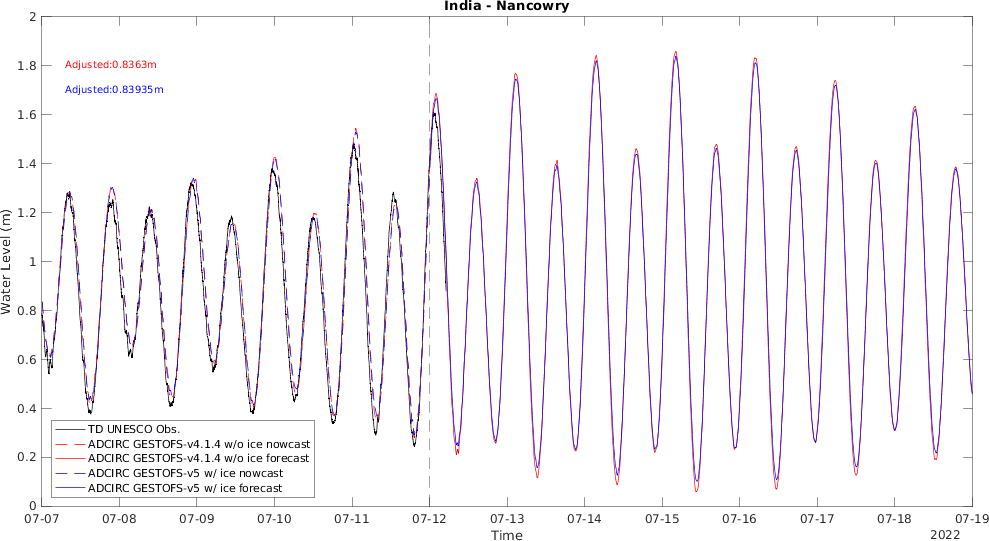 India - Nancowry
Adjusted:0.8363m
Adjusted:0.83935m
Water Level (m)
2
1.8
1.6
1.4
1.2
1
0.8
0.6
0.4
0.2
0
TD UNESCO Obs.
ADCIRC GESTOFS-v4.1.4 w/o ice nowcast
ADCIRC GESTOFS-v4.1.4 w/o ice forecast
ADCIRC GESTOFS-v5 w/ ice nowcast
ADCIRC GESTOFS-v5 w/ ice forecast
07-07 07-08 07-09 07-10 07-11 07-12 07-13 07-14 07-15 07-16 07-17 07-18 07-19
Time
2022